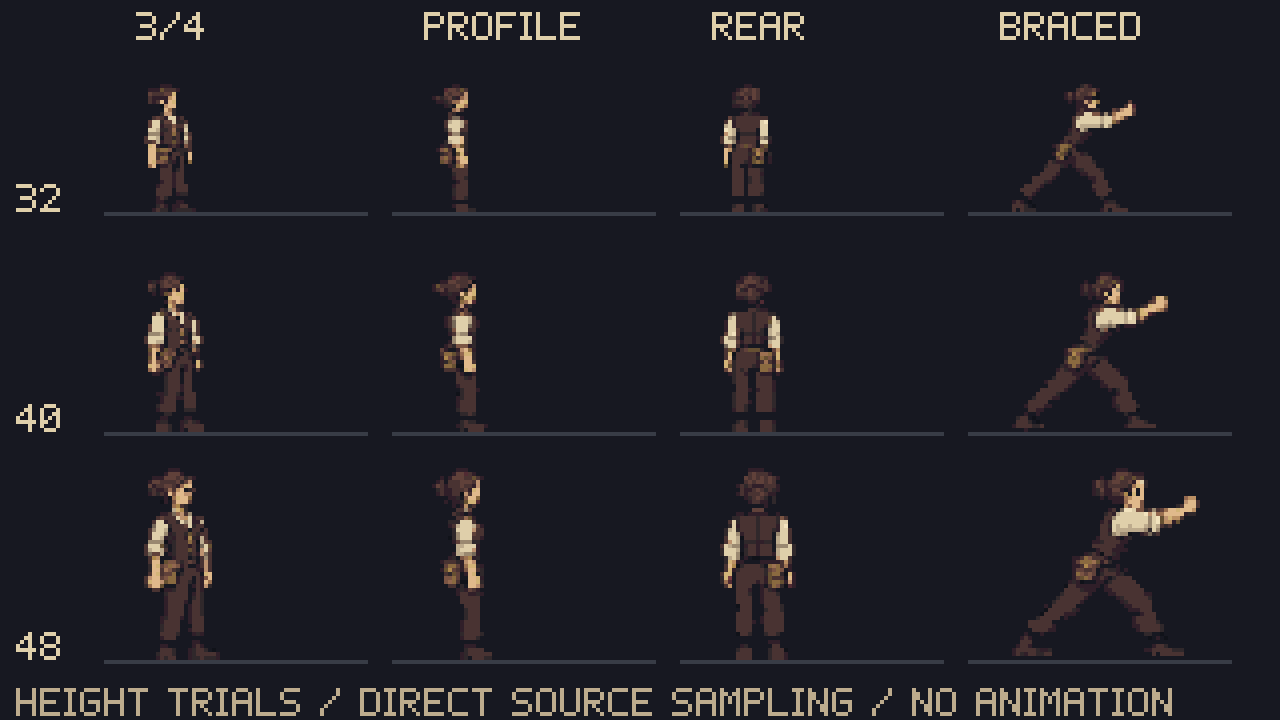 3/4 PROFILE REAR BRACED
32
40
48
HEIGHT TRIALS / DIRECT SOURCE SAMPLING / NO ANIMATION